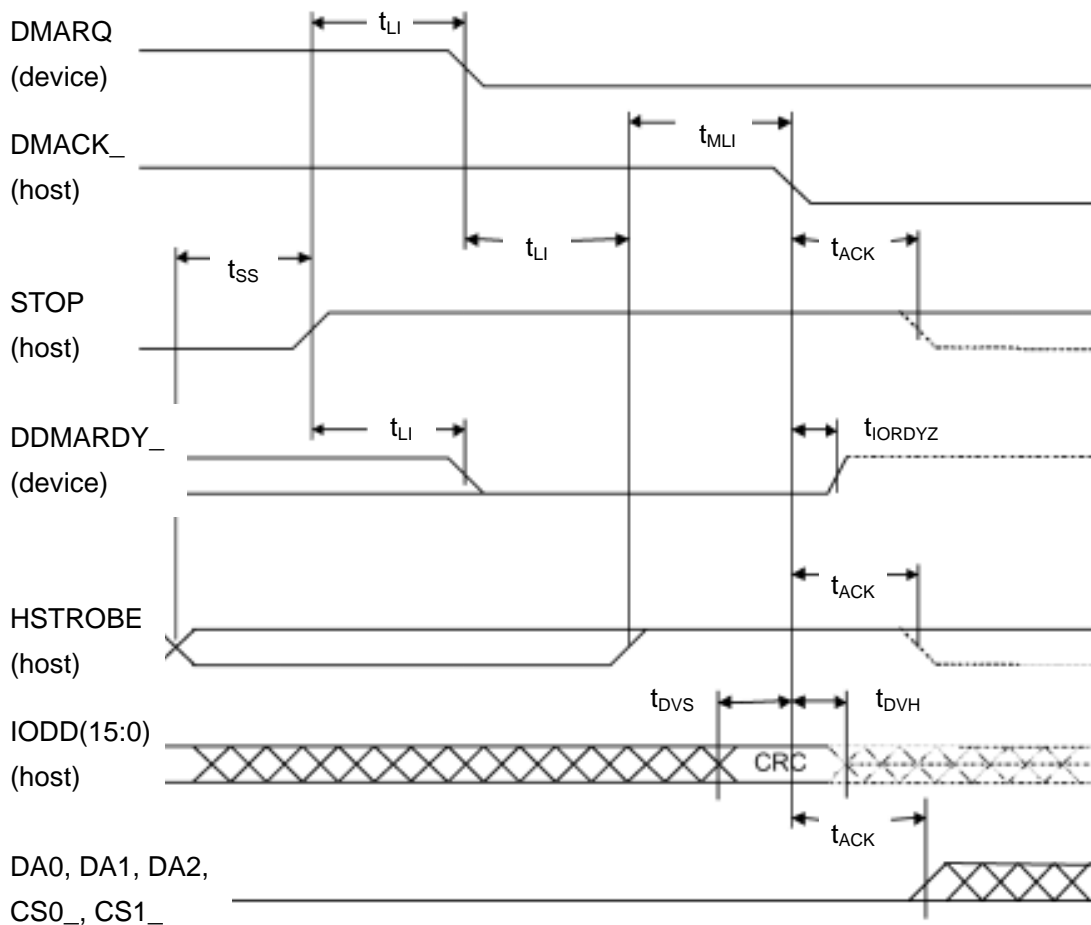 DMARQ
(device)
tLI
DMACK_
(host)
tMLI
tSS
tLI
tACK
STOP
(host)
DDMARDY_
(device)
tLI
tIORDYZ
tACK
HSTROBE
(host)
tDVS
tDVH
IODD(15:0)
(host)
CRC
tACK
DA0, DA1, DA2,
CS0_, CS1_